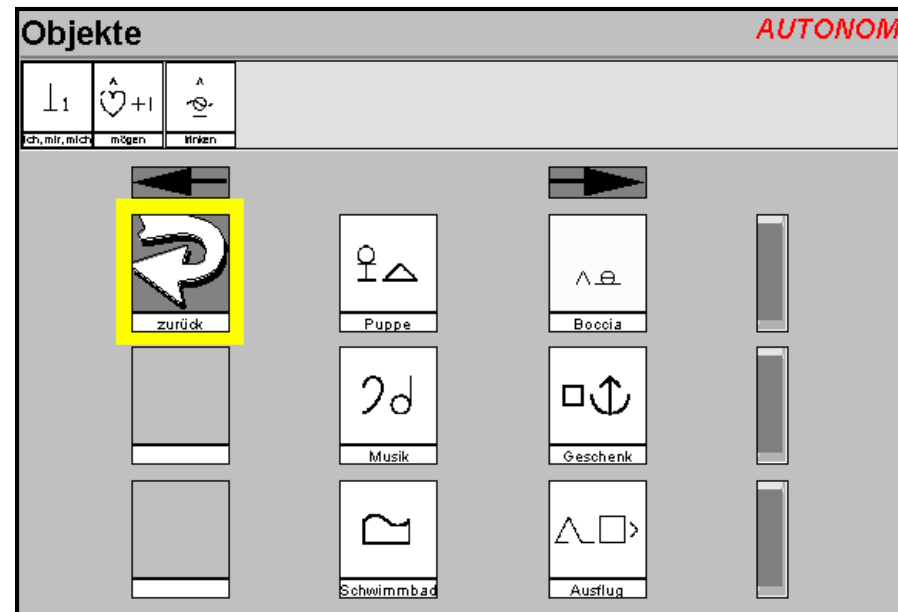 Objekte
AUTONOM
ich, mir, mich mögen trinken
zurück Puppe Boccia
Musik Geschenk
Schwimmbad Ausflug